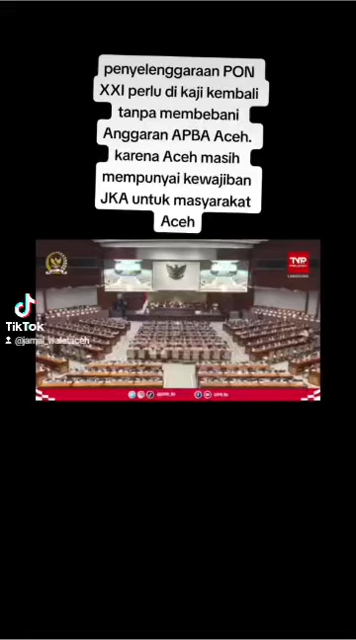 penyelenggaraan PON
XXI perlu di kaji kembali
tanpa membebani
Anggaran APBA Aceh.
karena Aceh masih
mempunyai kewajiban
JKA untuk masyarakat
Aceh
TikTok